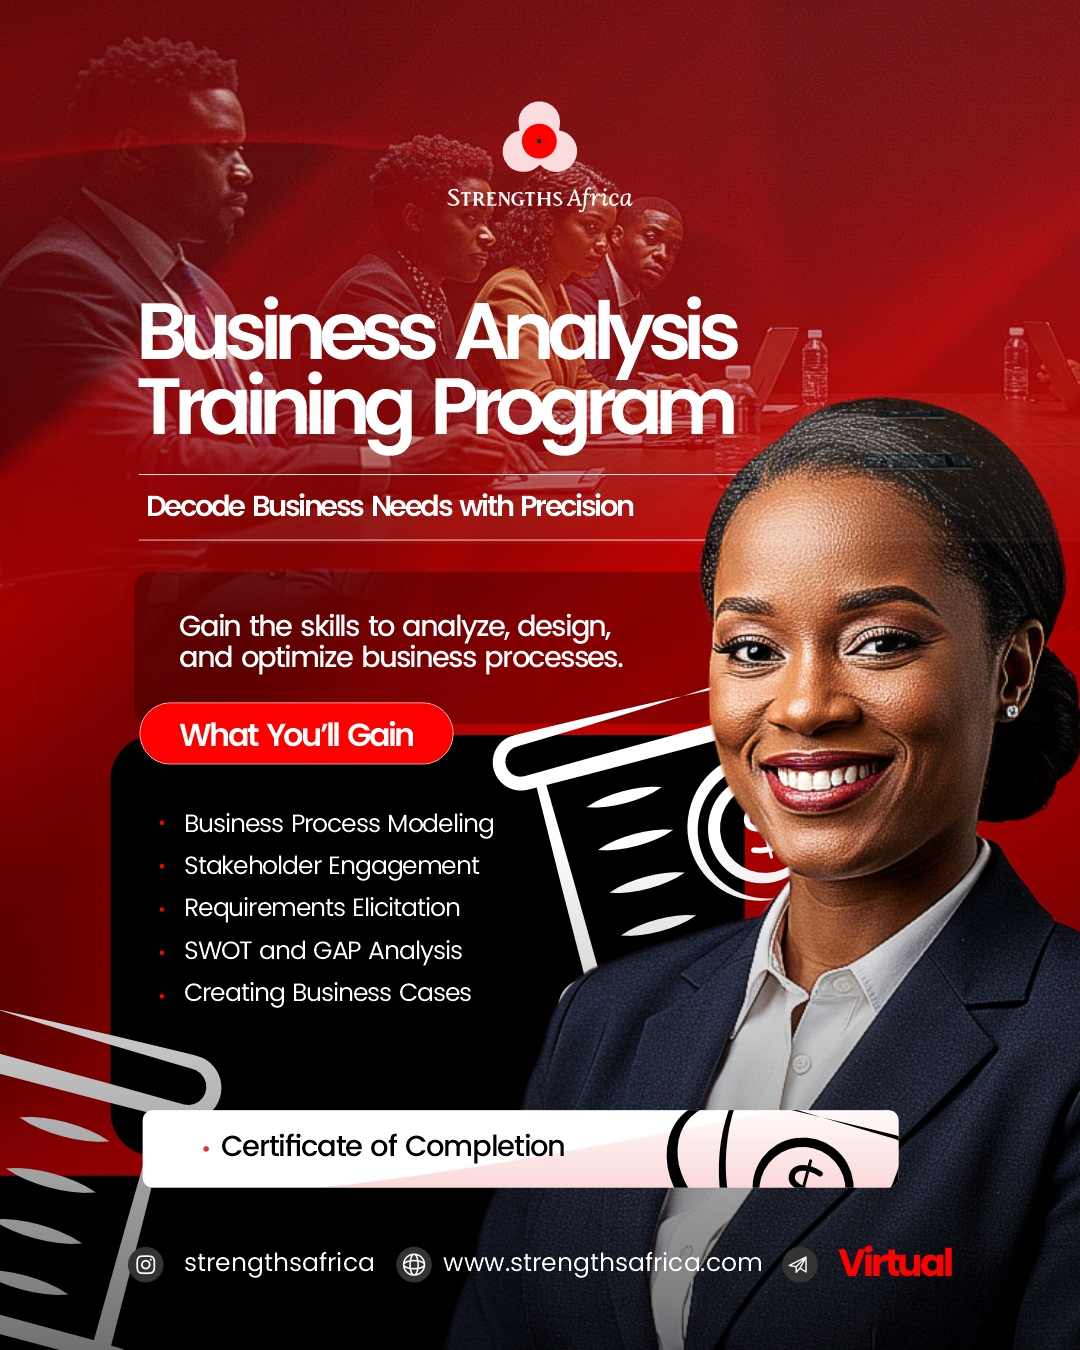 STRENGTHS Africa
Business Analysis
Training Program
Decode Business Needs with Precision
Gain the skills to analyze, design,
and optimize business processes.
What You'll Gain
• Business Process Modeling
• Stakeholder Engagement
• Requirements Elicitation
• SWOT and GAP Analysis
• Creating Business Cases
• Certificate of Completion
strengthsafrica www.strengthsafrica.com Virtual